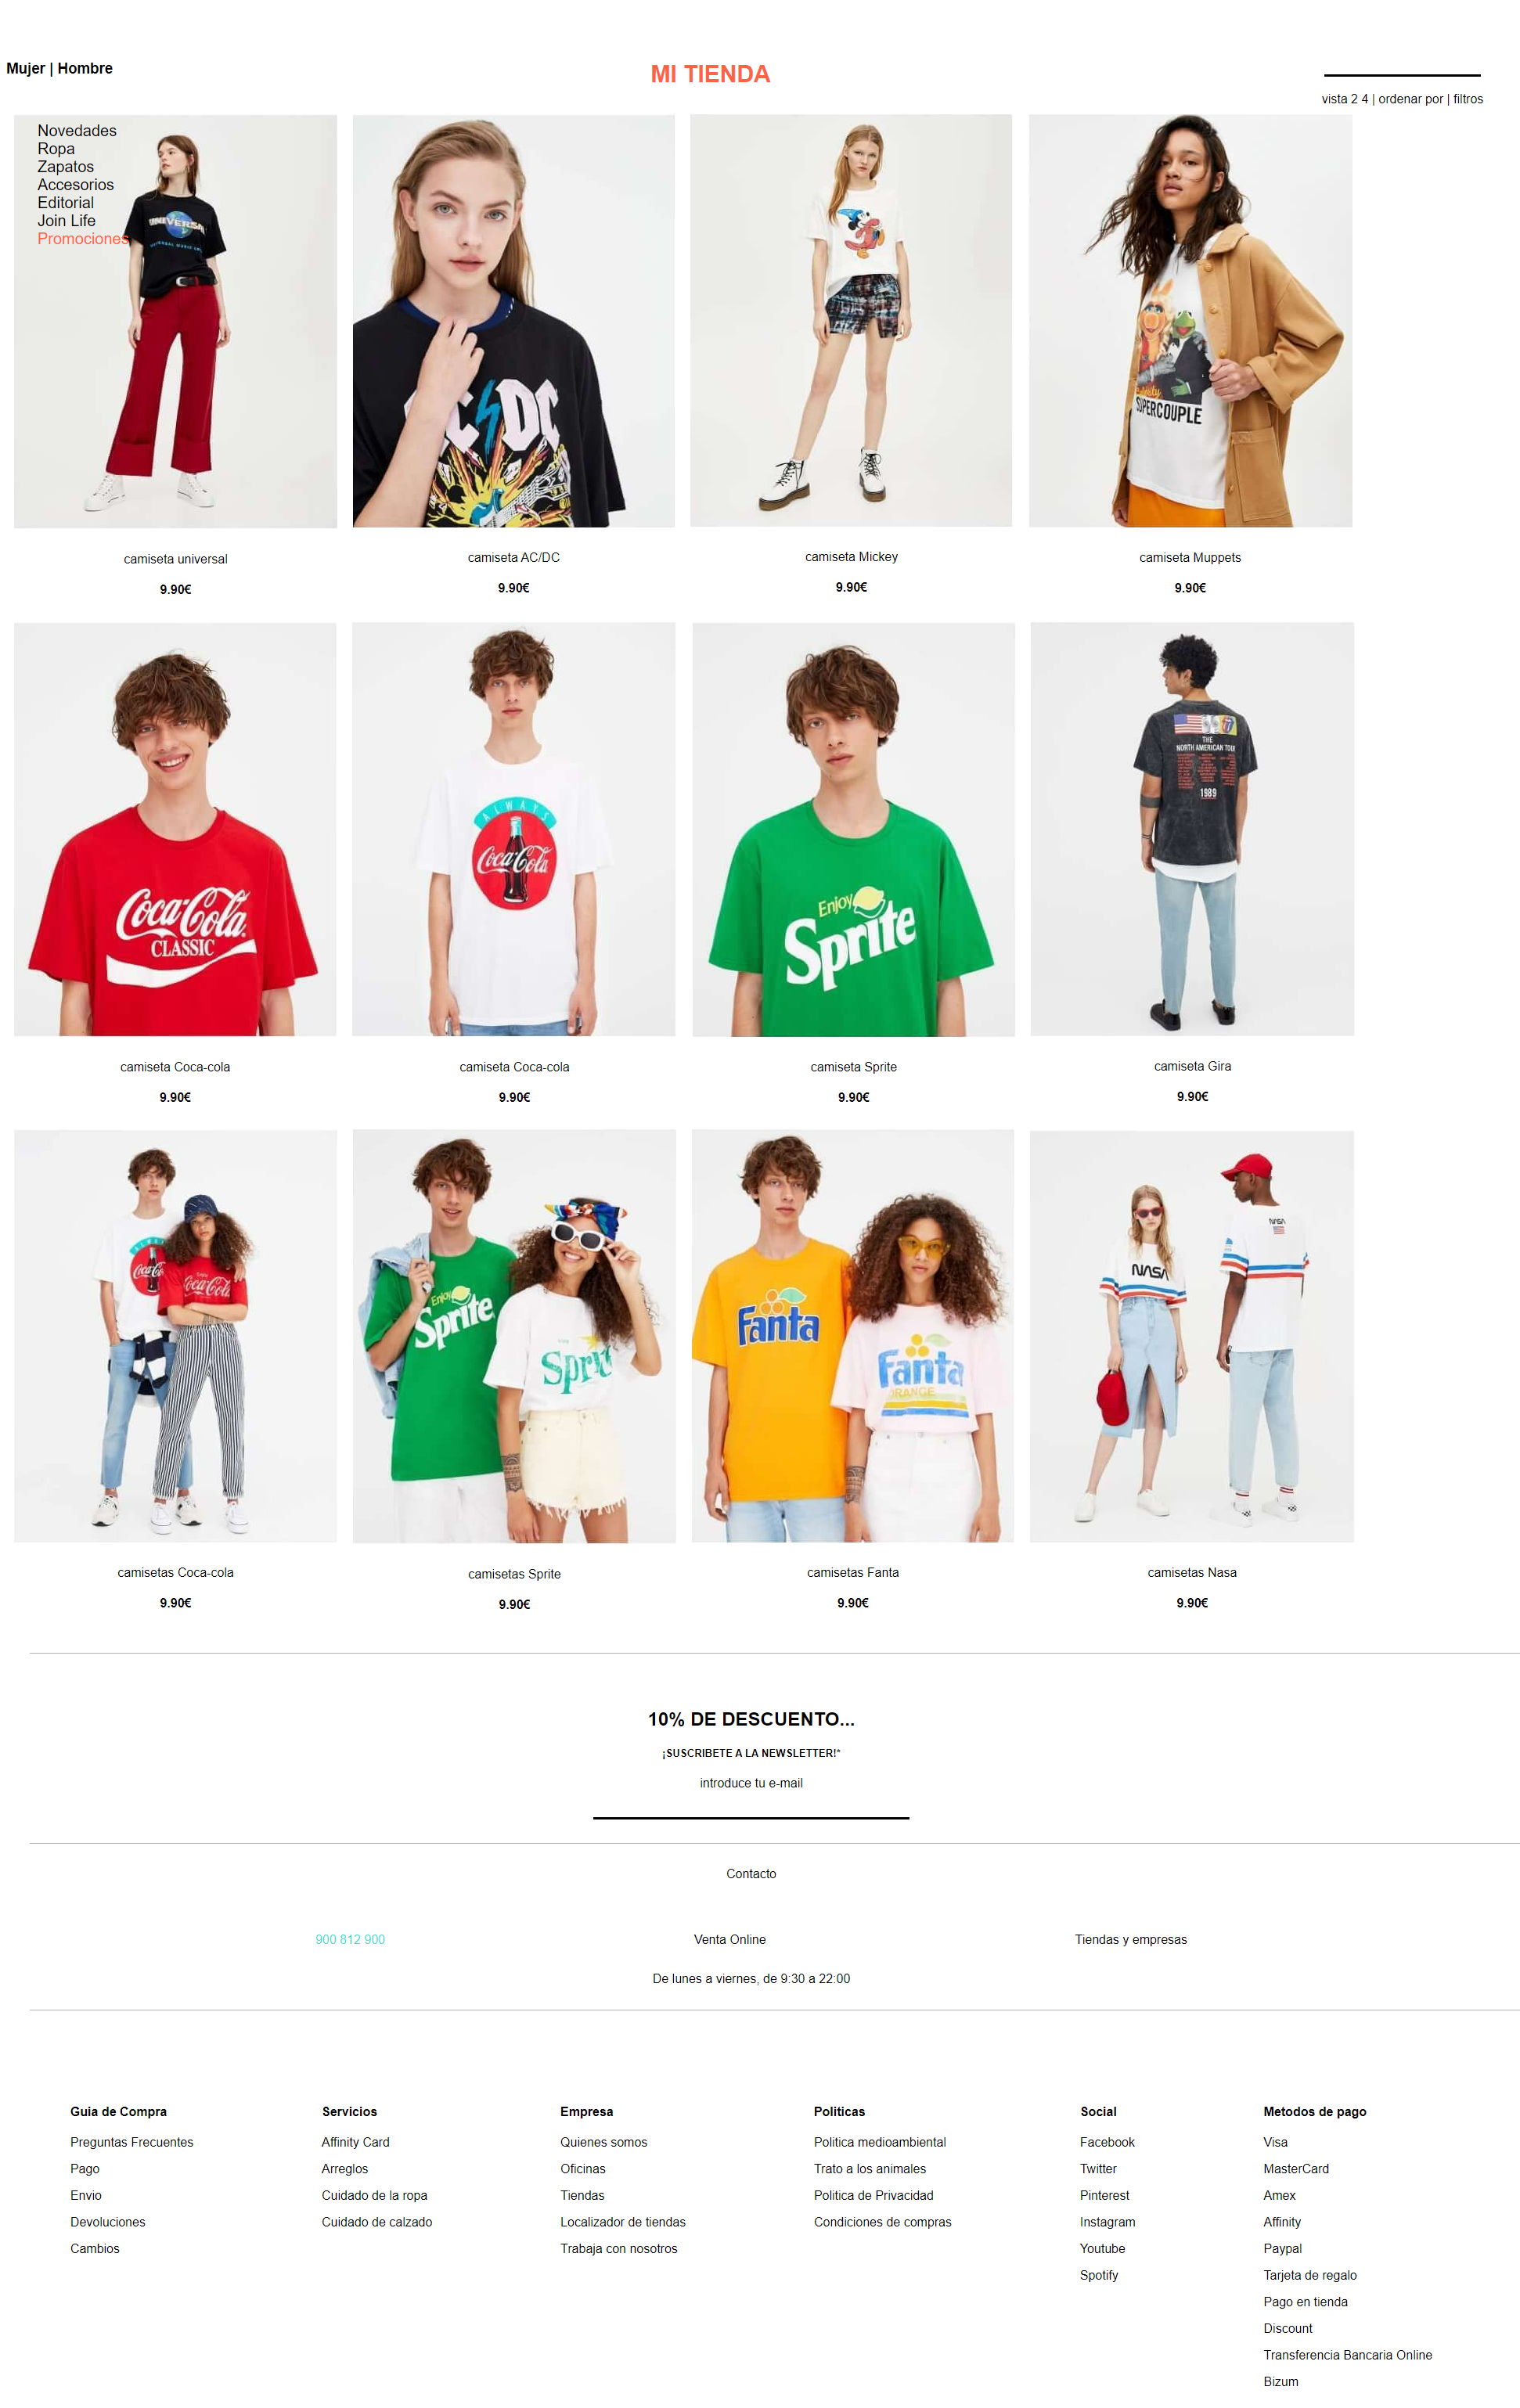 Mujer | Hombre
MI TIENDA
vista 2 4 | ordenar por | filtros
Novedades
Ropa
Zapatos
Accesorios
Editorial
Join Life
Promociones
UNIVERSAL
AC/DC
SUPERCOUPLE
camiseta universal
9.90€
camiseta AC/DC
9.90€
camiseta Mickey
9.90€
camiseta Muppets
9.90€
Coca-Cola
CLASSIC
ALWAYS
Coca-Cola
Enjoy
Sprite
THE
NORTH AMERICAN TOUR
1989
camiseta Coca-cola
9.90€
camiseta Coca-cola
9.90€
camiseta Sprite
9.90€
camiseta Gira
9.90€
ALWAYS
Coca-Cola
Coca-Cola
Enjoy
Sprite
Sprite
Fanta
Fanta
ORANGE
NASA
NASA
camisetas Coca-cola
9.90€
camisetas Sprite
9.90€
camisetas Fanta
9.90€
camisetas Nasa
9.90€
10% DE DESCUENTO...
¡SUSCRIBETE A LA NEWSLETTER!*
introduce tu e-mail
Contacto
900 812 900
Venta Online
Tiendas y empresas
De lunes a viernes, de 9:30 a 22:00
Guia de Compra
Preguntas Frecuentes
Pago
Envio
Devoluciones
Cambios
Servicios
Affinity Card
Arreglos
Cuidado de la ropa
Cuidado de calzado
Empresa
Quienes somos
Oficinas
Tiendas
Localizador de tiendas
Trabaja con nosotros
Politicas
Politica medioambiental
Trato a los animales
Politica de Privacidad
Condiciones de compras
Social
Facebook
Twitter
Pinterest
Instagram
Youtube
Spotify
Metodos de pago
Visa
MasterCard
Amex
Affinity
Paypal
Tarjeta de regalo
Pago en tienda
Discount
Transferencia Bancaria Online
Bizum